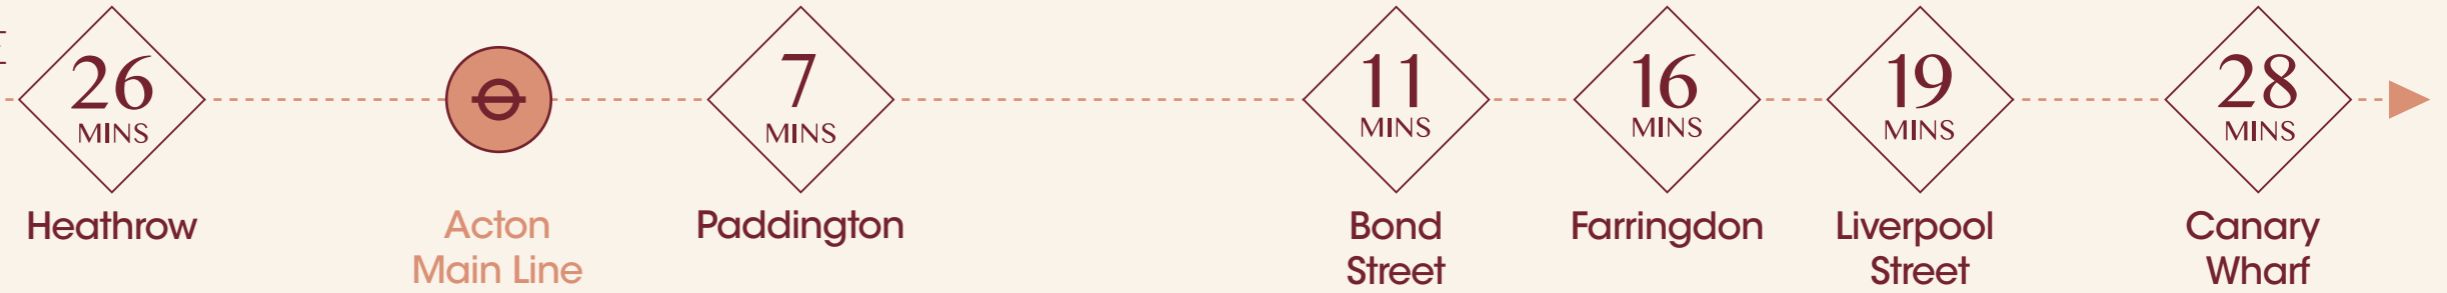 26
MINS
Heathrow
Acton
Main Line
7
MINS
Paddington
11
MINS
Bond
Street
16
MINS
Farringdon
19
MINS
Liverpool
Street
28
MINS
Canary
Wharf